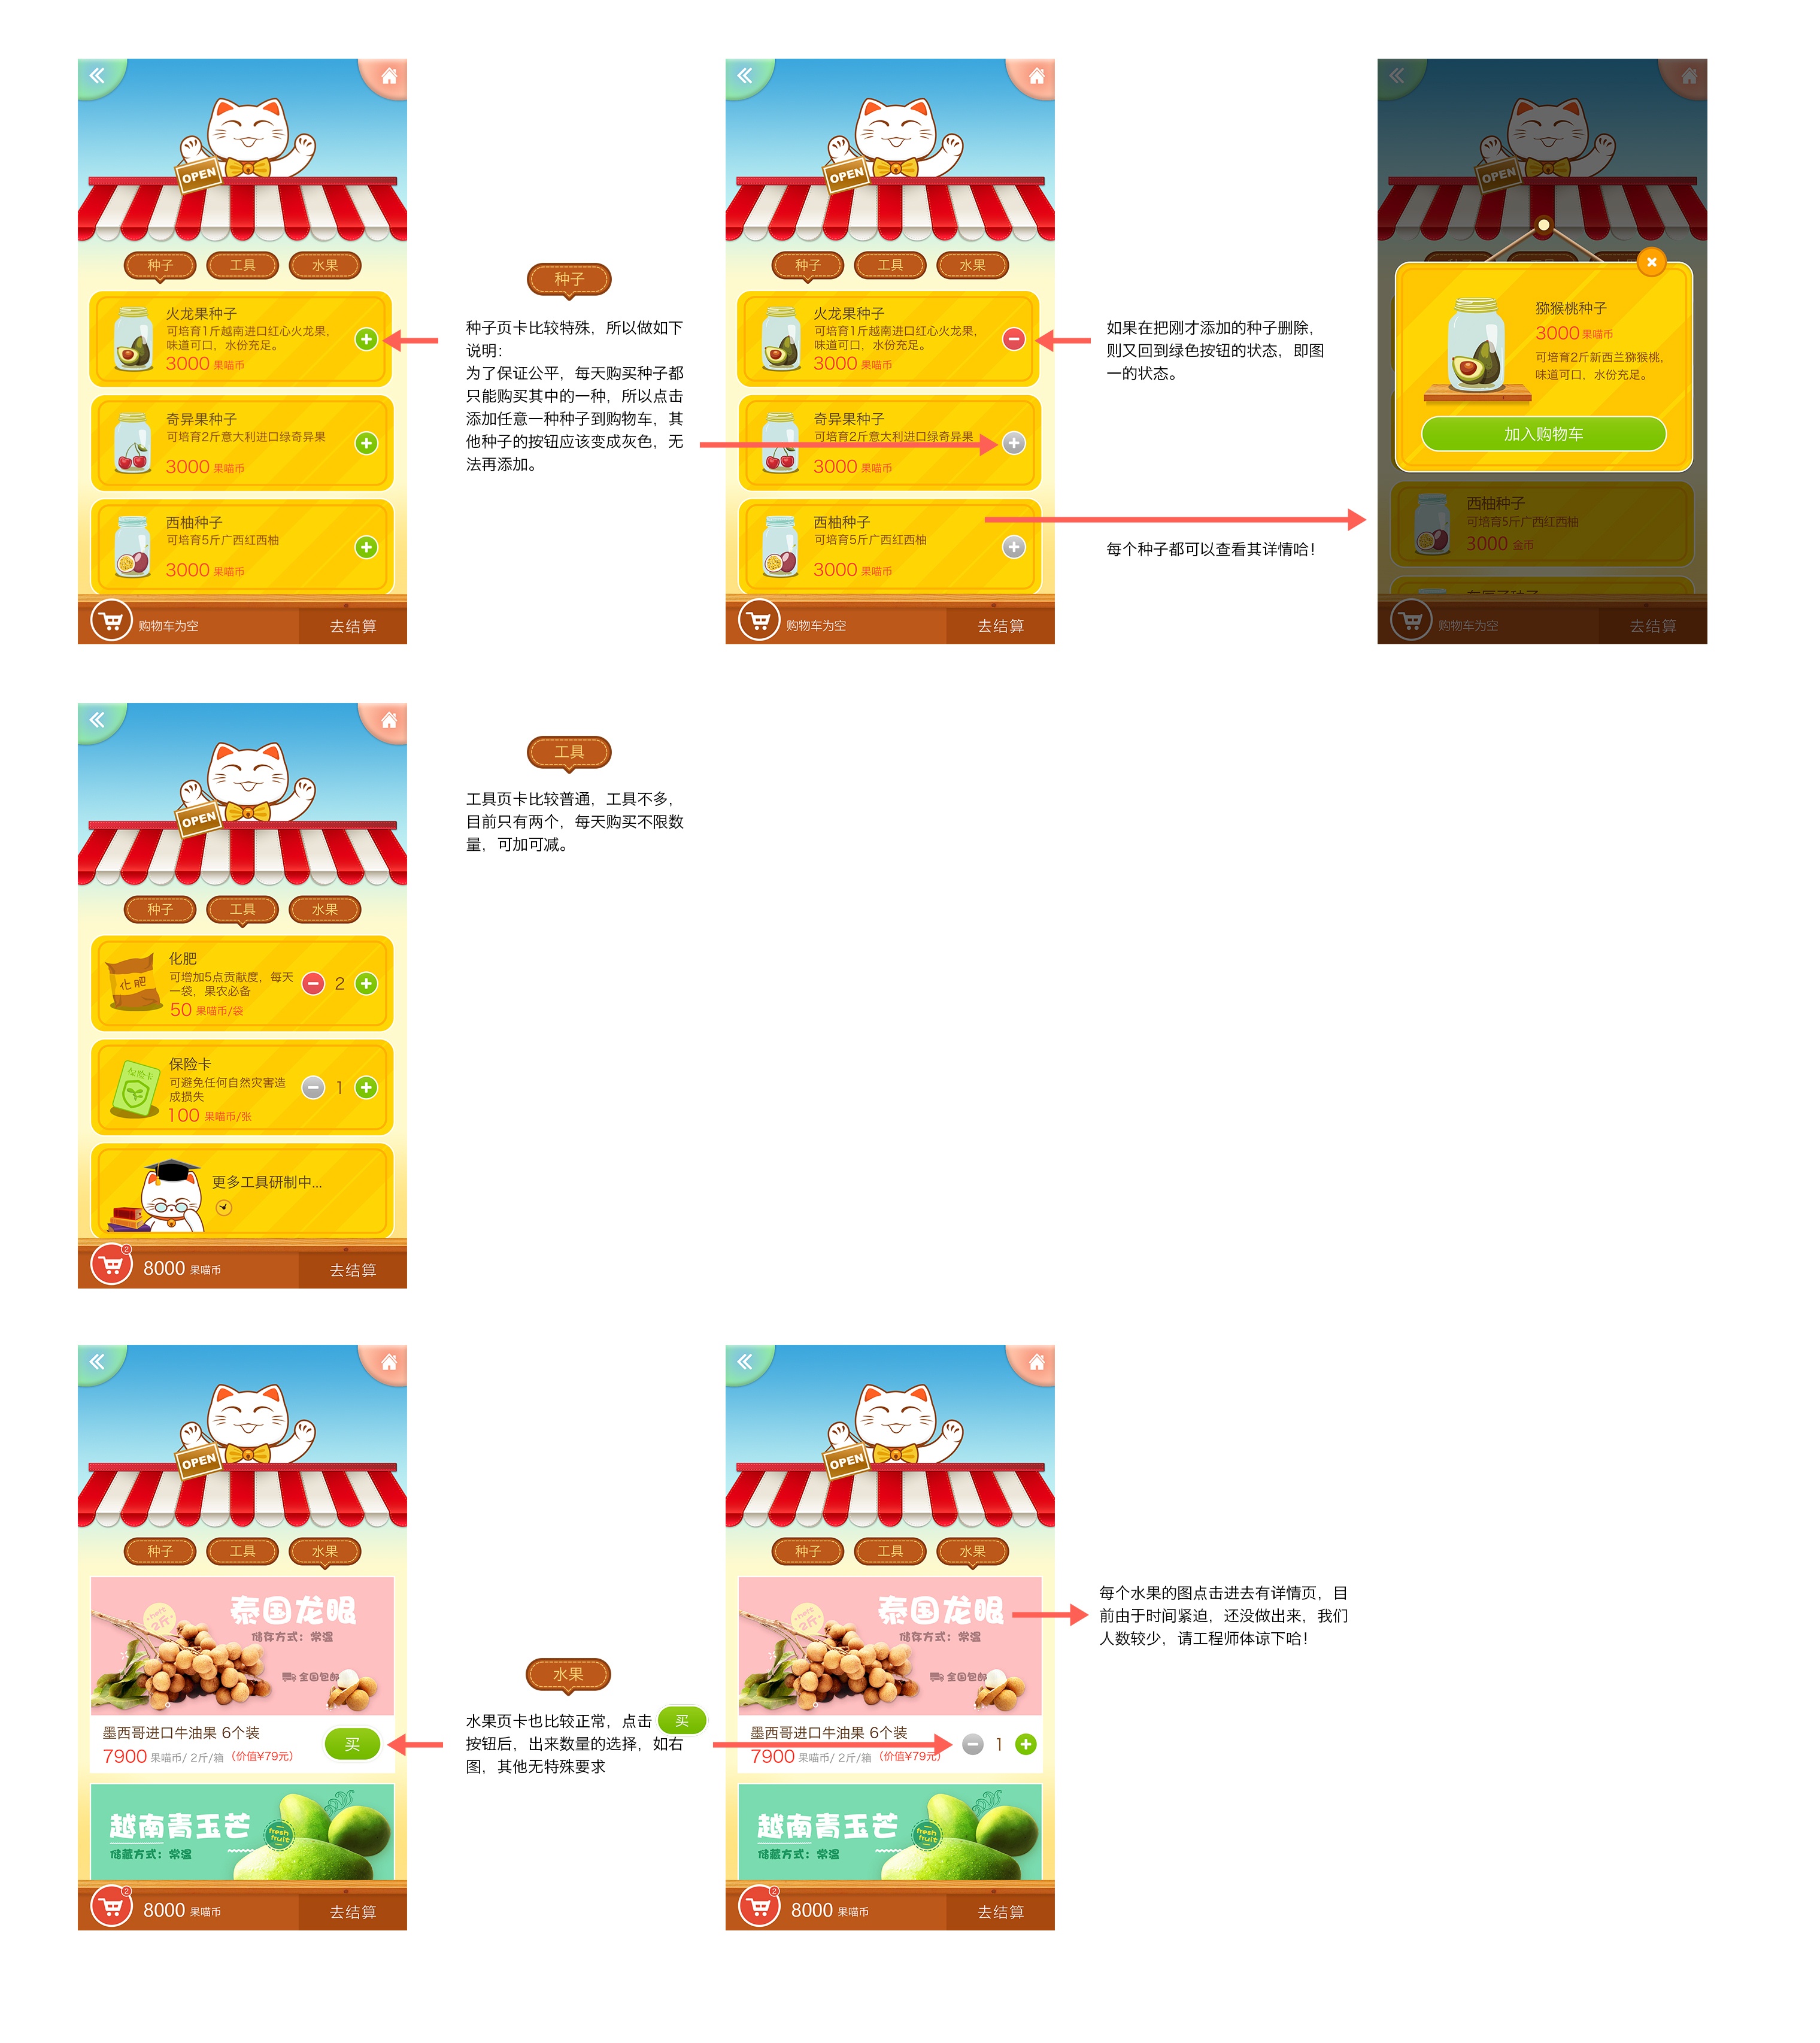 OPEN
种子
工具
水果
火龙果种子
可培育1斤越南进口红心火龙果,
味道可口，水份充足。
3000 果喵币
奇异果种子
可培育2斤意大利进口绿奇异果
3000 果喵币
西柚种子
可培育5斤广西红西柚
3000 果喵币
购物车为空
去结算
种子
种子页卡比较特殊，所以做如下
说明：
为了保证公平，每天购买种子都
只能购买其中的一种，所以点击
添加任意一种种子到购物车，其
他种子的按钮应该变成灰色，无
法再添加。
OPEN
种子
工具
水果
火龙果种子
可培育1斤越南进口红心火龙果,
味道可口，水份充足。
3000 果喵币
奇异果种子
可培育2斤意大利进口绿奇异果
3000 果喵币
西柚种子
可培育5斤广西红西柚
3000 果喵币
购物车为空
去结算
如果在把刚才添加的种子删除，
则又回到绿色按钮的状态，即图
一的状态。
每个种子都可以查看其详情哈！
OPEN
猕猴桃种子
3000 果喵币
可培育2斤新西兰猕猴桃，
味道可口，水份充足。
加入购物车
西柚种子
可培育5斤广西红西柚
3000 金币
购物车为空
去结算
OPEN
种子
工具
水果
化肥
化肥
可增加5点贡献度，每天
一袋，果农必备
50 果喵币/袋
2
保险卡
保险卡
可避免任何自然灾害造
成损失
100 果喵币/张
1
更多工具研制中...
2
8000 果喵币
去结算
工具
工具页卡比较普通，工具不多，
目前只有两个，每天购买不限数
量，可加可减。
OPEN
种子
工具
水果
2斤
泰国龙眼
储存方式：常温
全国包邮
墨西哥进口牛油果 6个装
7900 果喵币/ 2斤/箱（价值¥79元）
买
越南青玉芒
储藏方式：常温
fresh
fruit
2
8000 果喵币
去结算
水果
水果页卡也比较正常，点击 买
按钮后，出来数量的选择，如右
图，其他无特殊要求
OPEN
种子
工具
水果
2斤
泰国龙眼
储存方式：常温
全国包邮
墨西哥进口牛油果 6个装
7900 果喵币/ 2斤/箱（价值¥79元）
1
越南青玉芒
储藏方式：常温
fresh
fruit
2
8000 果喵币
去结算
每个水果的图点击进去有详情页，目
前由于时间紧迫，还没做出来，我们
人数较少，请工程师体谅下哈！